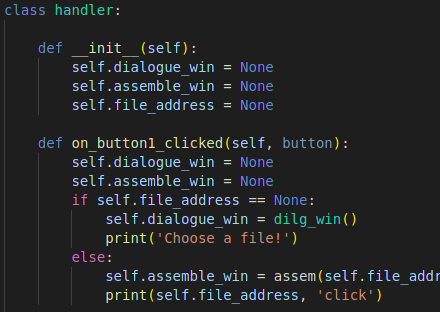 class handler:
def __init__(self):
self.dialogue_win = None
self.assemble_win = None
self.file_address = None
def on_button1_clicked(self, button):
self.dialogue_win = None
self.assemble_win = None
if self.file_address == None:
self.dialogue_win = dilg_win()
print('Choose a file!')
else:
self.assemble_win = assem(self.file_addr
print(self.file_address, 'click')